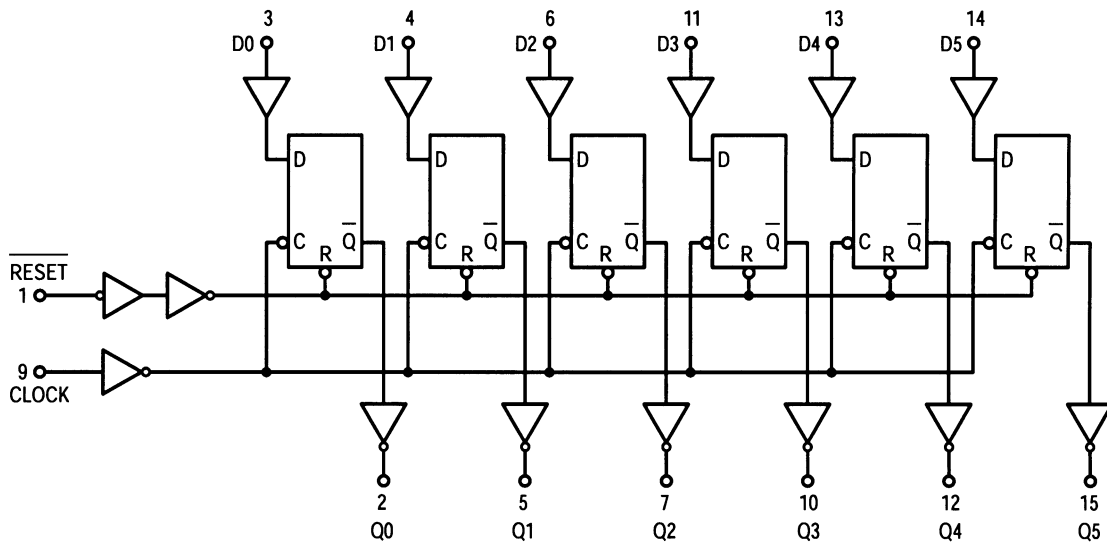 3 4 6 11 13 14
D0 D1 D2 D3 D4 D5
D D D D D D
C R Q̅ C R Q̅ C R Q̅ C R Q̅ C R Q̅ C R Q̅
R̅E̅S̅E̅T̅
1
9
CLOCK
2 5 7 10 12 15
Q0 Q1 Q2 Q3 Q4 Q5